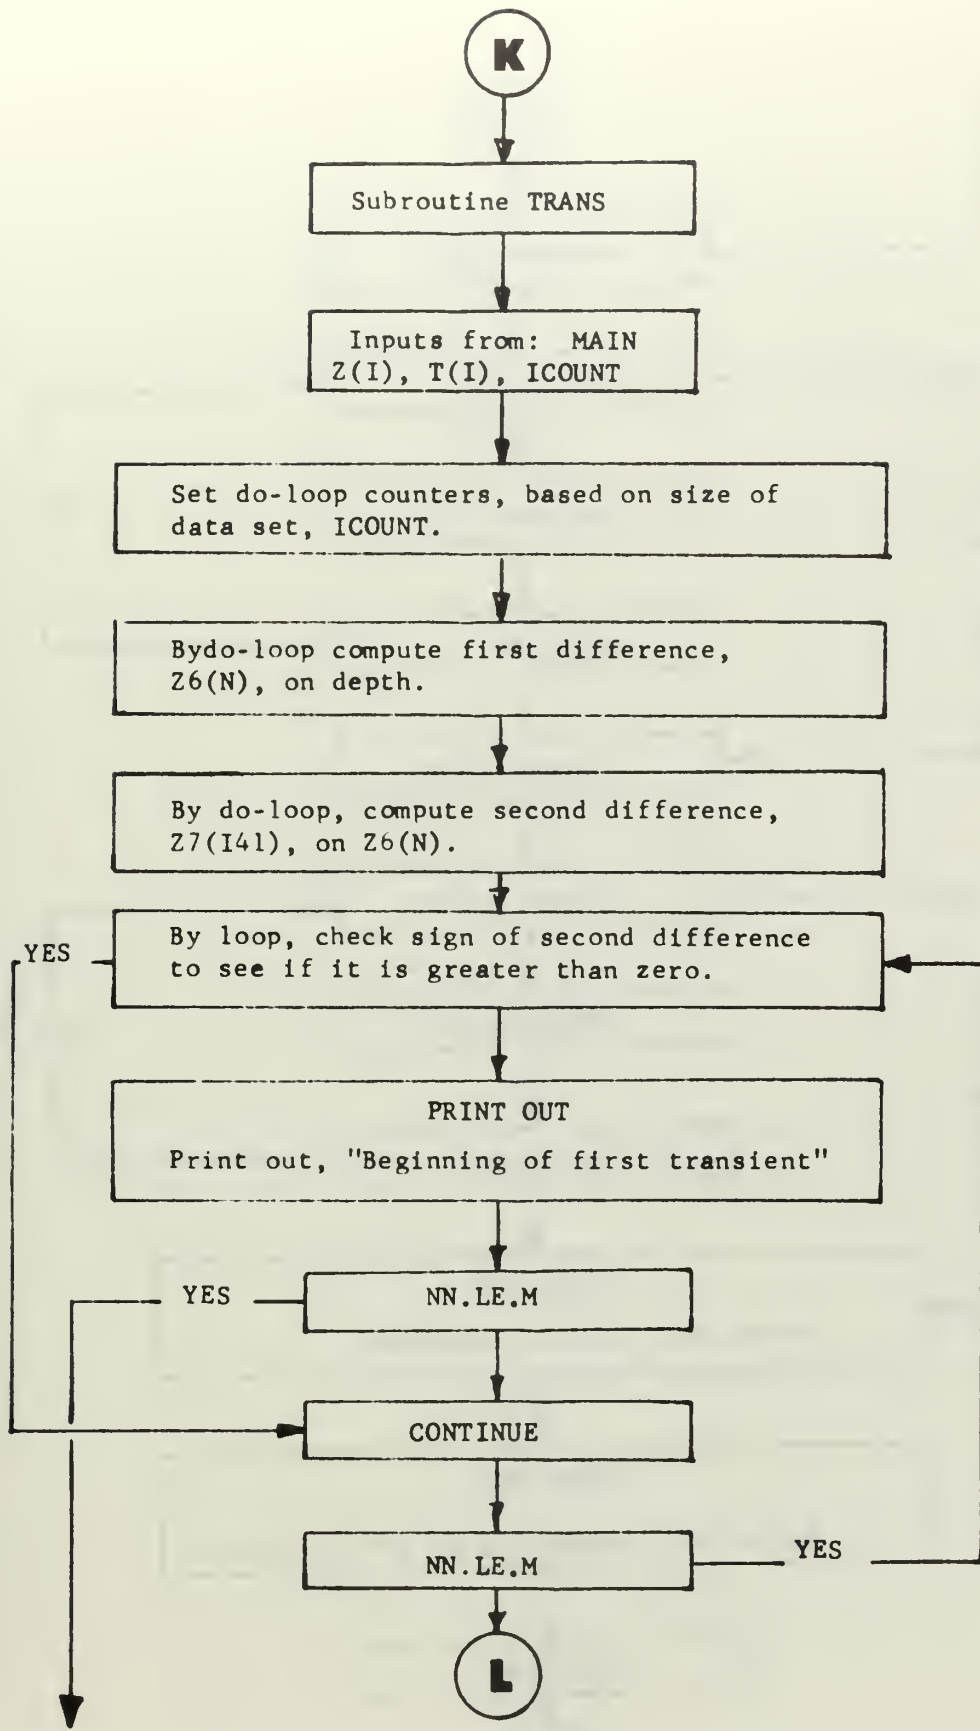 K
Subroutine TRANS
Inputs from: MAIN
Z(I), T(I), ICOUNT
Set do-loop counters, based on size of
data set, ICOUNT.
Bydo-loop compute first difference,
Z6(N), on depth.
By do-loop, compute second difference,
Z7(I41), on Z6(N).
YES
By loop, check sign of second difference
to see if it is greater than zero.
PRINT OUT
Print out, "Beginning of first transient"
YES
NN.LE.M
CONTINUE
NN.LE.M
YES
L